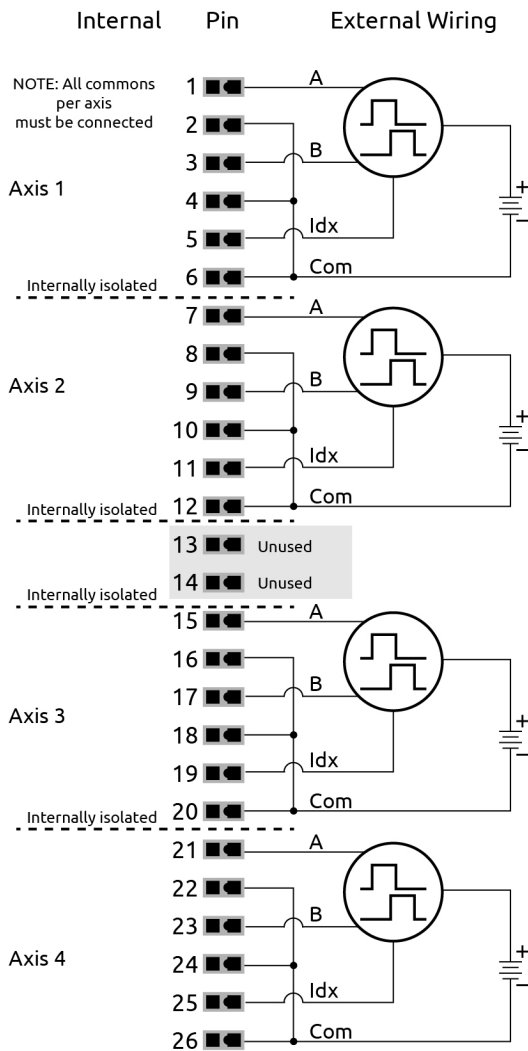 Internal Pin External Wiring
NOTE: All commons
per axis
must be connected
1 A
2
3 B
Axis 1
4
5 Idx
6 Com
+
−
Internally isolated
7 A
8
Axis 2
9 B
10
11 Idx
12 Com
+
−
Internally isolated
13 Unused
14 Unused
Internally isolated
15 A
16
17 B
Axis 3
18
19 Idx
20 Com
+
−
Internally isolated
21 A
22
23 B
Axis 4
24
25 Idx
26 Com
+
−